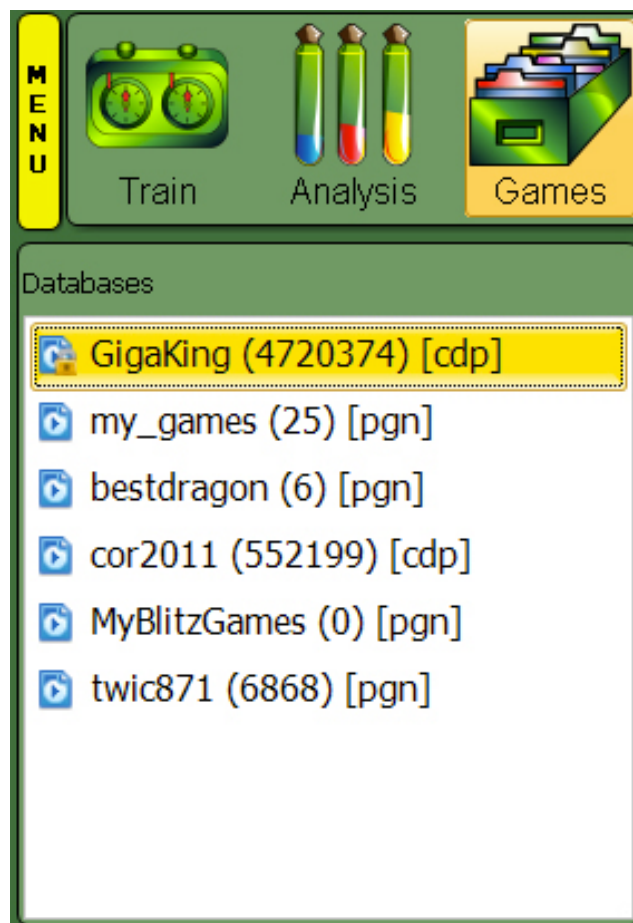 MENU
Train
Analysis
Games
Databases
GigaKing (4720374) [cdp]
my_games (25) [pgn]
bestdragon (6) [pgn]
cor2011 (552199) [cdp]
MyBlitzGames (0) [pgn]
twic871 (6868) [pgn]